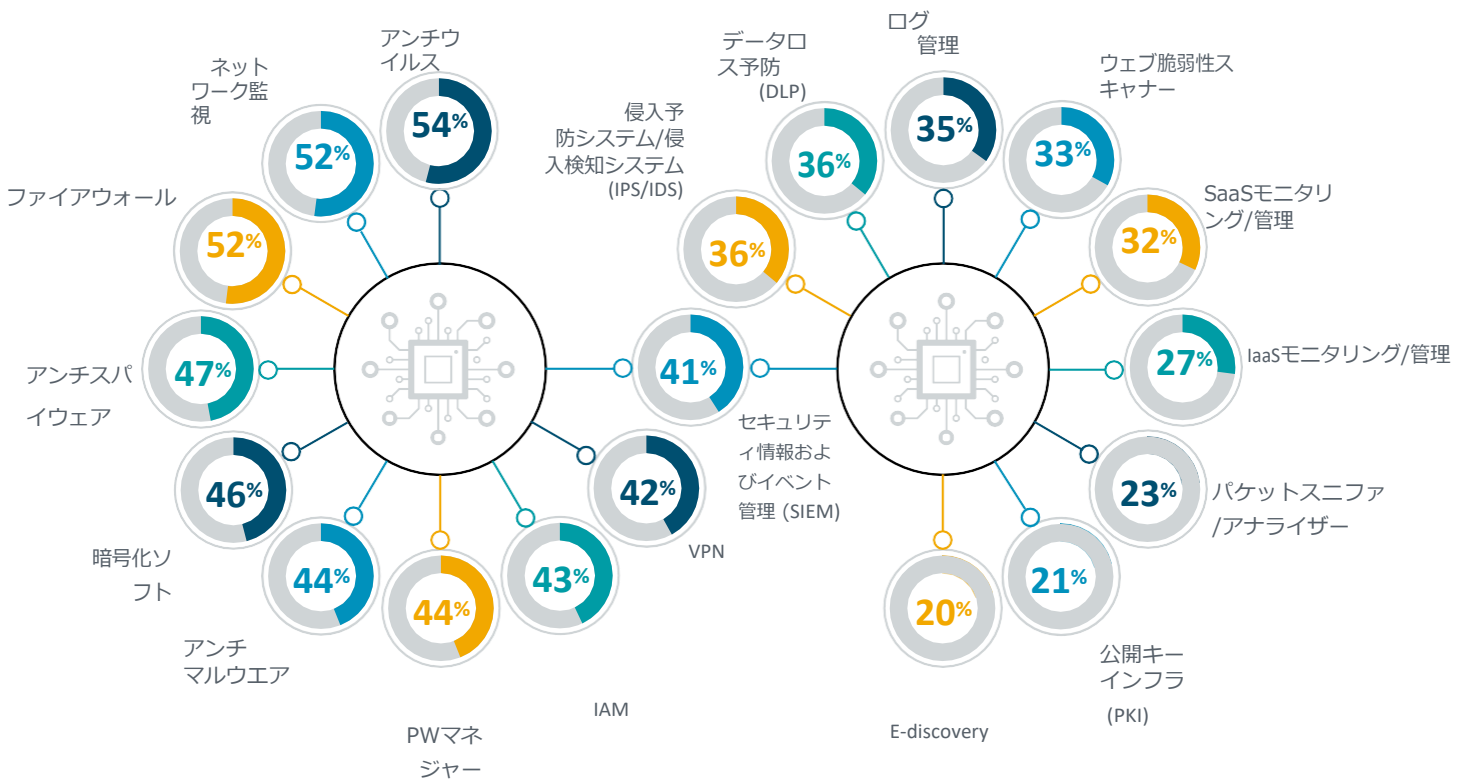 アンチウ
イルス
54%
ネット
ワーク監
視
52%
ファイアウォール
52%
アンチスパ
イウェア
47%
暗号化ソ
フト
46%
アンチ
マルウエア
44%
PWマネ
ジャー
44%
IAM
43%
VPN
42%
セキュリテ
ィ情報およ
びイベント
管理 (SIEM)
41%
侵入予
防システム/侵
入検知システム
(IPS/IDS)
36%
データロ
ス予防
(DLP)
36%
ログ
管理
35%
ウェブ脆弱性ス
キャナー
33%
SaaSモニタリ
ング/管理
32%
IaaSモニタリング/管理
27%
パケットスニファ
/アナライザー
23%
公開キー
インフラ
(PKI)
21%
E-discovery
20%